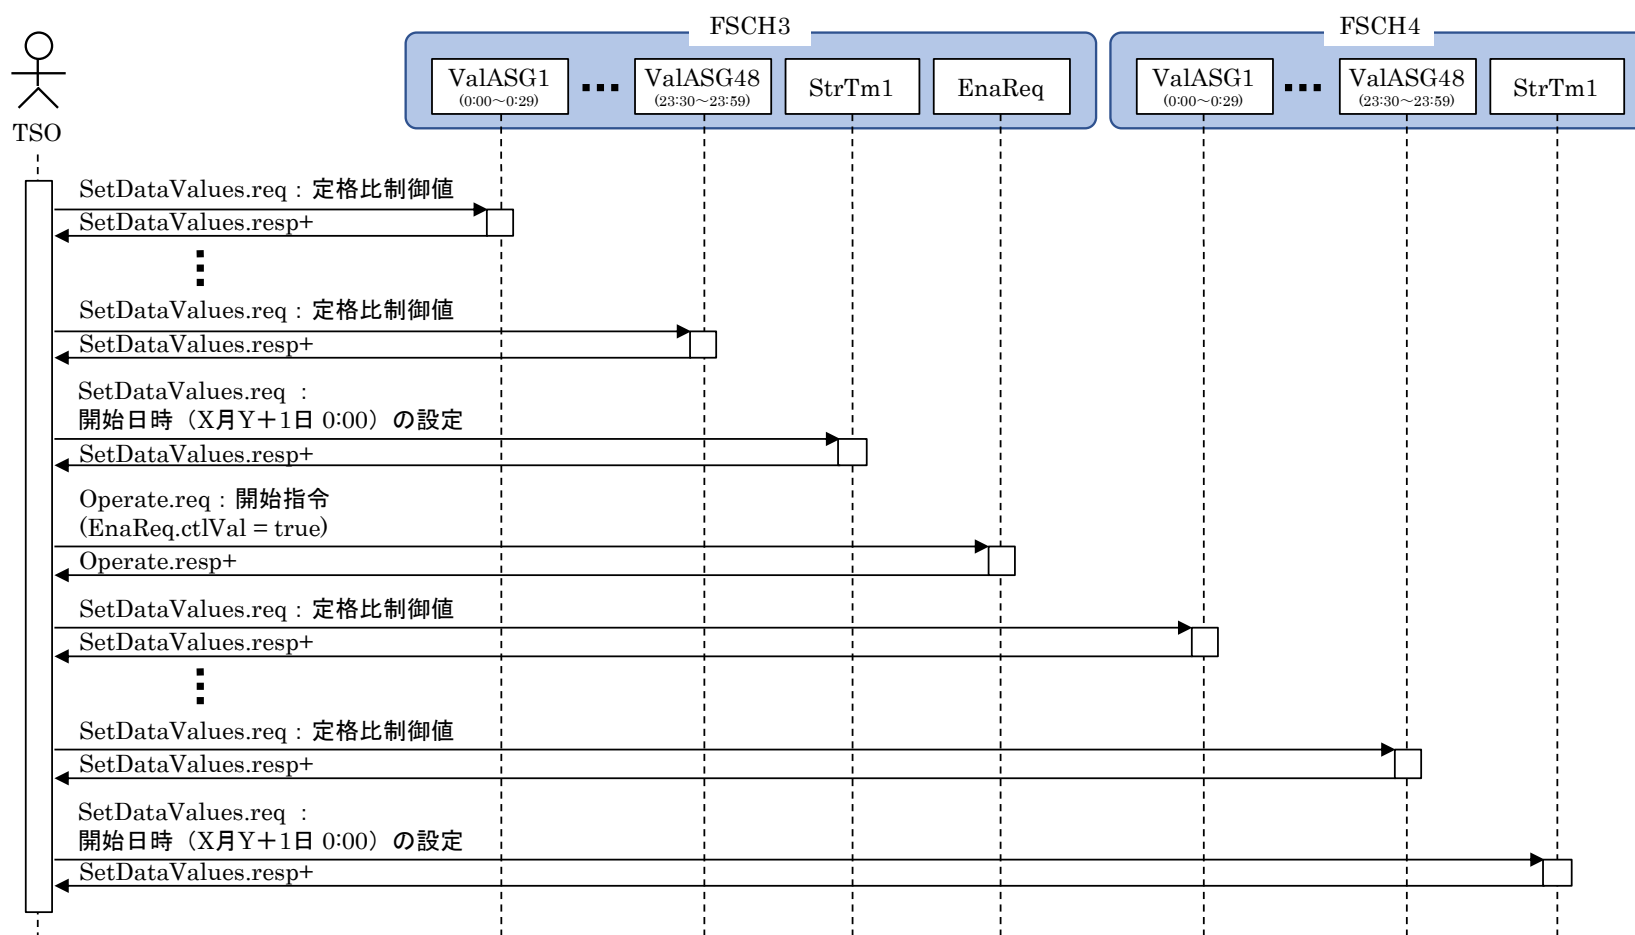 FSCH3
FSCH4
ValASG1
(0:00～0:29)
ValASG48
(23:30～23:59)
StrTm1
EnaReq
ValASG1
(0:00～0:29)
ValASG48
(23:30～23:59)
StrTm1
TSO
SetDataValues.req : 定格比制御値
SetDataValues.resp+
SetDataValues.req : 定格比制御値
SetDataValues.resp+
SetDataValues.req :
開始日時（X月Y＋1日 0:00）の設定
SetDataValues.resp+
Operate.req : 開始指令
(EnaReq.ctlVal = true)
Operate.resp+
SetDataValues.req : 定格比制御値
SetDataValues.resp+
SetDataValues.req : 定格比制御値
SetDataValues.resp+
SetDataValues.req :
開始日時（X月Y＋1日 0:00）の設定
SetDataValues.resp+